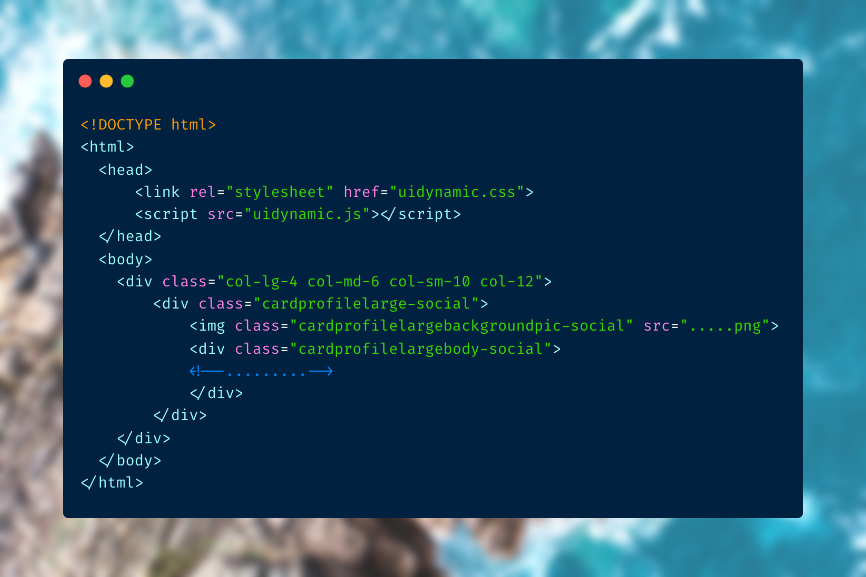 <!DOCTYPE html>
<html>
<head>
<link rel="stylesheet" href="uidynamic.css">
<script src="uidynamic.js"></script>
</head>
<body>
<div class="col-lg-4 col-md-6 col-sm-10 col-12">
<div class="cardprofilelarge-social">
<img class="cardprofilelargebackgroundpic-social" src=".....png">
<div class="cardprofilelargebody-social">
<!--.........-->
</div>
</div>
</div>
</body>
</html>